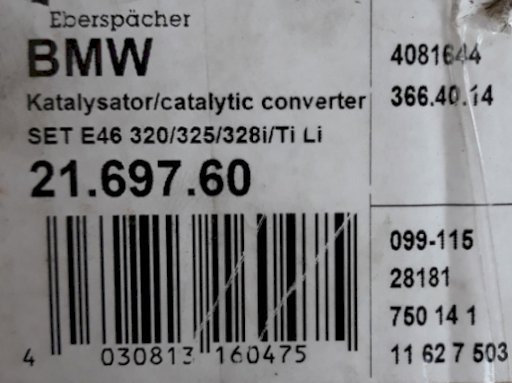 Eberspächer
BMW
Katalysator/catalytic converter
SET E46 320/325/328i/Ti Li
21.697.60
4 030813 160475
4081644
366.40.14
099-115
28181
750 14 1
11 62 7 503